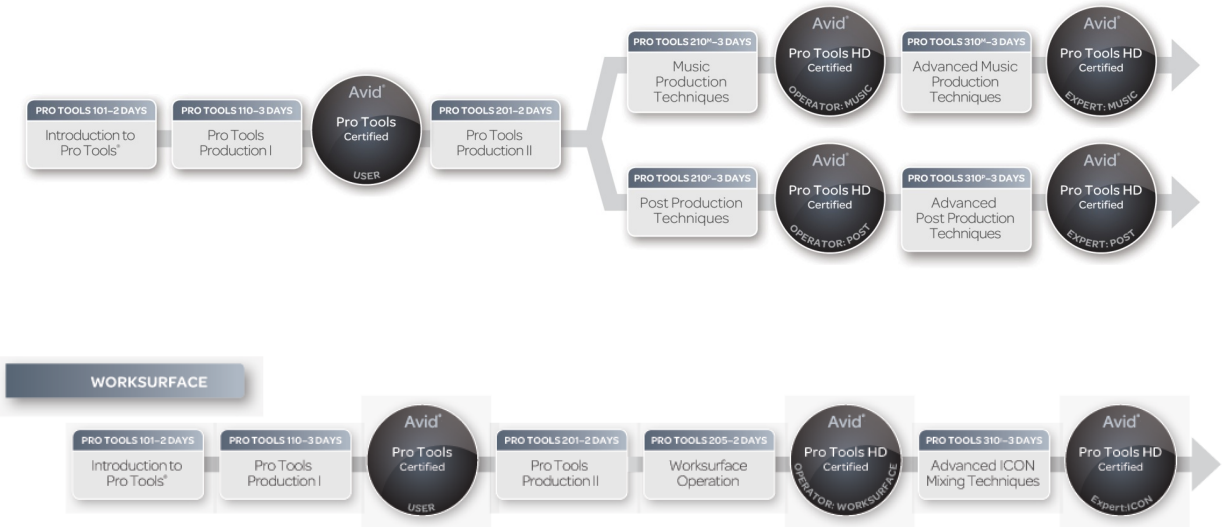 PRO TOOLS 101–2 DAYS
Introduction to
Pro Tools®
PRO TOOLS 110–3 DAYS
Pro Tools
Production I
Avid®
Pro Tools
Certified
USER
PRO TOOLS 201–2 DAYS
Pro Tools
Production II
PRO TOOLS 210ᴹ–3 DAYS
Music
Production
Techniques
Avid®
Pro Tools HD
Certified
OPERATOR: MUSIC
PRO TOOLS 310ᴹ–3 DAYS
Advanced Music
Production
Techniques
Avid®
Pro Tools HD
Certified
EXPERT: MUSIC
PRO TOOLS 210ᴾ–3 DAYS
Post Production
Techniques
Avid®
Pro Tools HD
Certified
OPERATOR: POST
PRO TOOLS 310ᴾ–3 DAYS
Advanced
Post Production
Techniques
Avid®
Pro Tools HD
Certified
EXPERT: POST
WORKSURFACE
PRO TOOLS 101–2 DAYS
Introduction to
Pro Tools®
PRO TOOLS 110–3 DAYS
Pro Tools
Production I
Avid®
Pro Tools
Certified
USER
PRO TOOLS 201–2 DAYS
Pro Tools
Production II
PRO TOOLS 205–2 DAYS
Worksurface
Operation
Avid®
Pro Tools HD
Certified
OPERATOR: WORKSURFACE
PRO TOOLS 310ᴵ–3 DAYS
Advanced ICON
Mixing Techniques
Avid®
Pro Tools HD
Certified
Expert:ICON